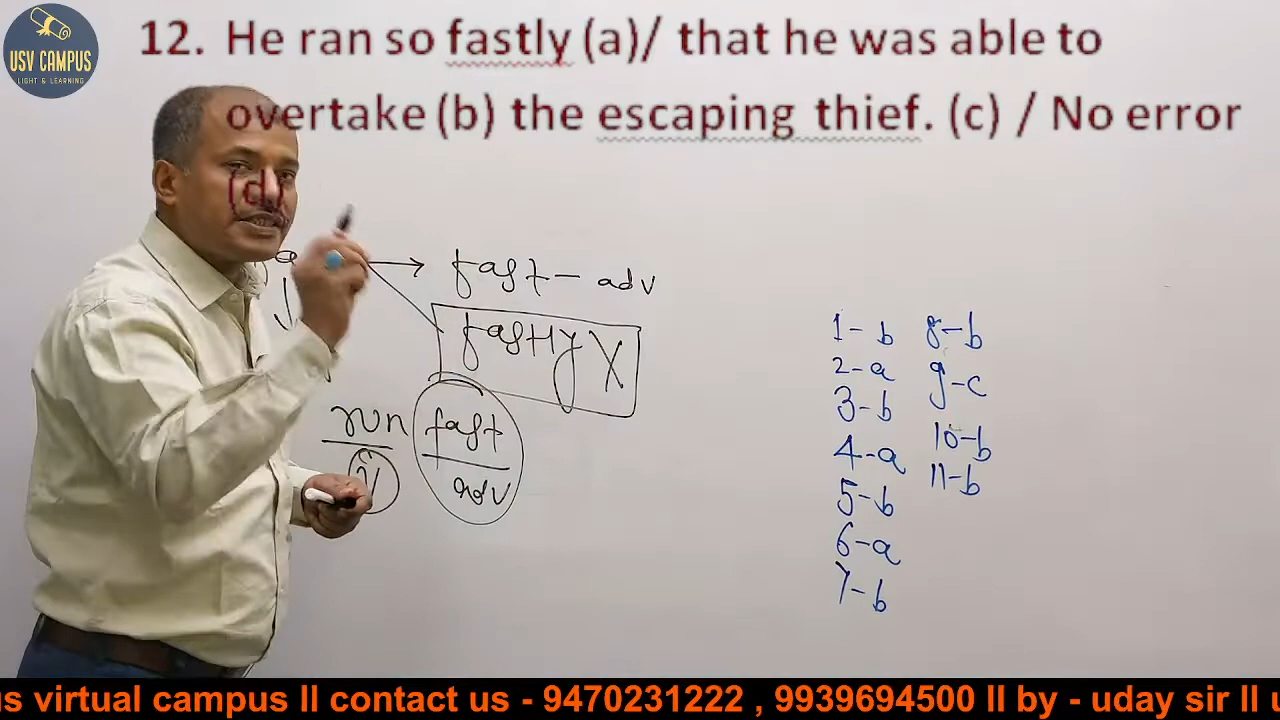 USV CAMPUS
LIGHT & LEARNING
12. He ran so fastly (a)/ that he was able to
overtake (b) the escaping thief. (c) / No error
(d)
a
fast - adv
fastly X
run fast
V adv
1- b 8-b
2-a 9-c
3-b 10-b
4-a 11-b
5-b
6-a
7-b
us virtual campus ll contact us - 9470231222 , 9939694500 ll by - uday sir ll u